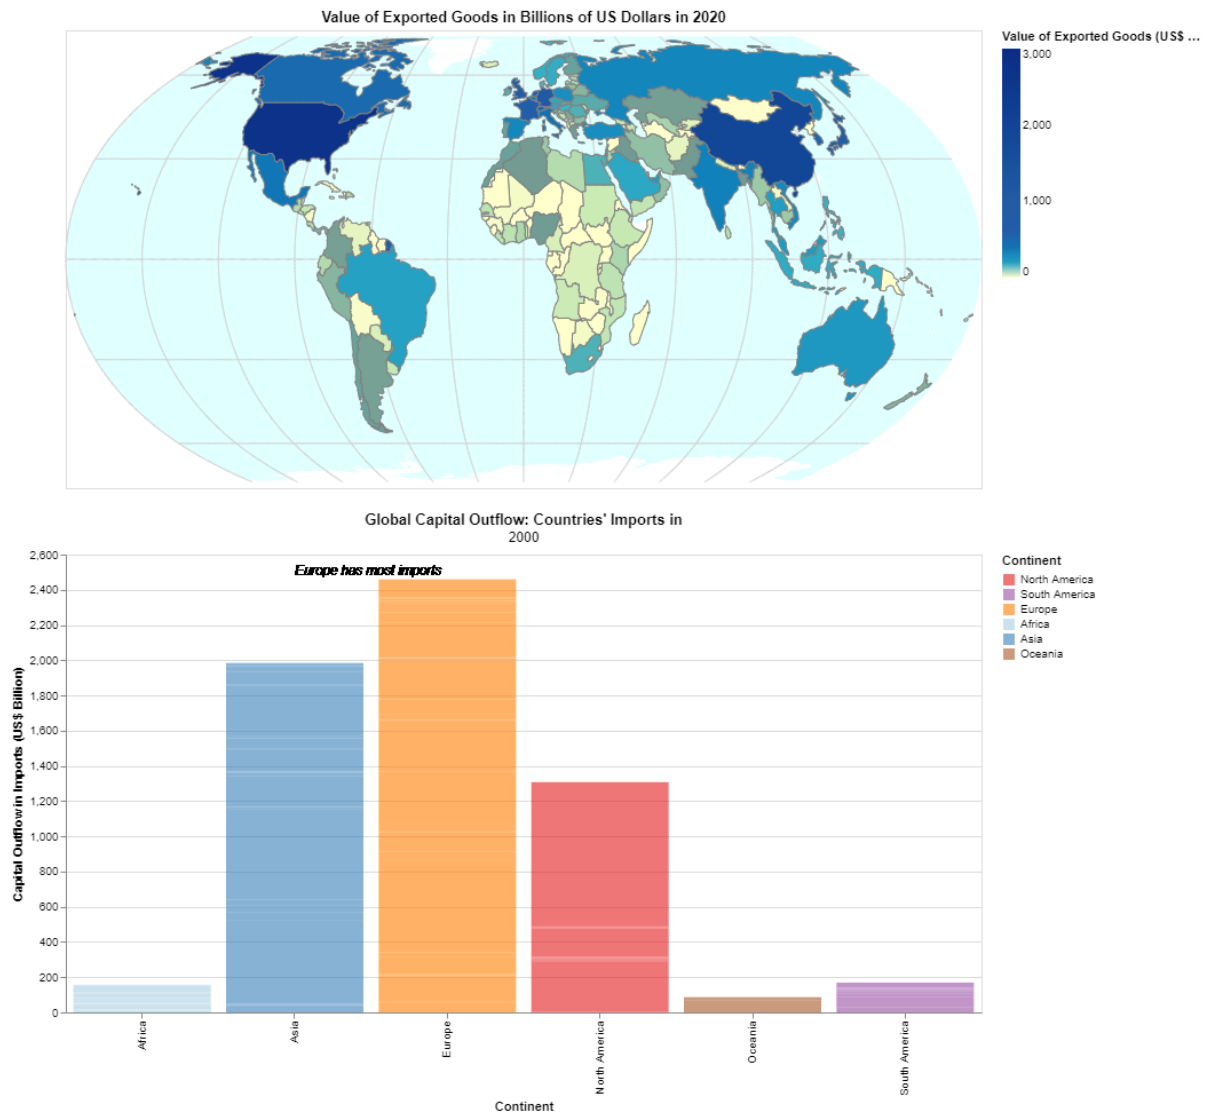 Value of Exported Goods in Billions of US Dollars in 2020
Value of Exported Goods (US$ …
3,000
2,000
1,000
0
Global Capital Outflow: Countries' Imports in
2000
Europe has most imports
Capital Outflow in Imports (US$ Billion)
2,600
2,400
2,200
2,000
1,800
1,600
1,400
1,200
1,000
800
600
400
200
0
Africa
Asia
Europe
North America
Oceania
South America
Continent
Continent
North America
South America
Europe
Africa
Asia
Oceania